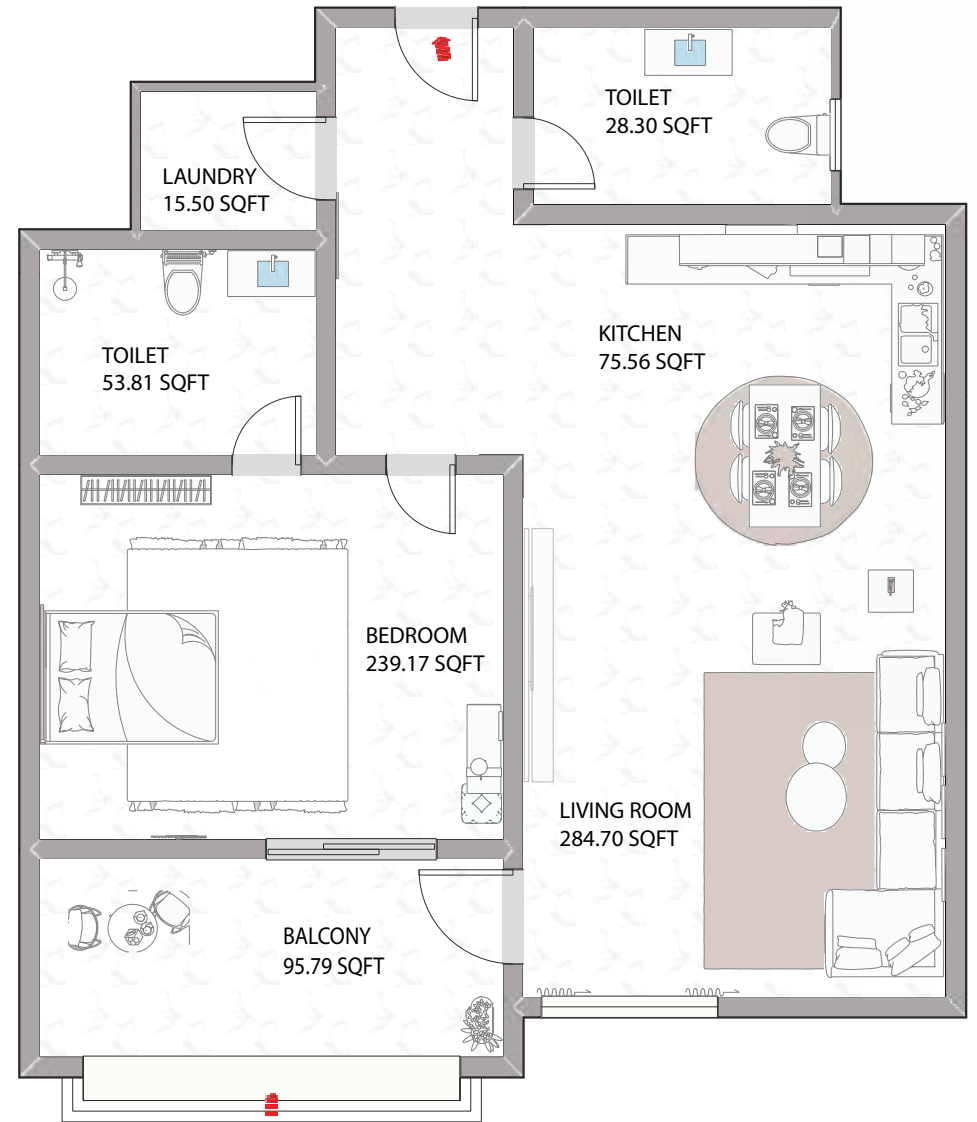 TOILET
28.30 SQFT
LAUNDRY
15.50 SQFT
KITCHEN
75.56 SQFT
TOILET
53.81 SQFT
BEDROOM
239.17 SQFT
LIVING ROOM
284.70 SQFT
BALCONY
95.79 SQFT